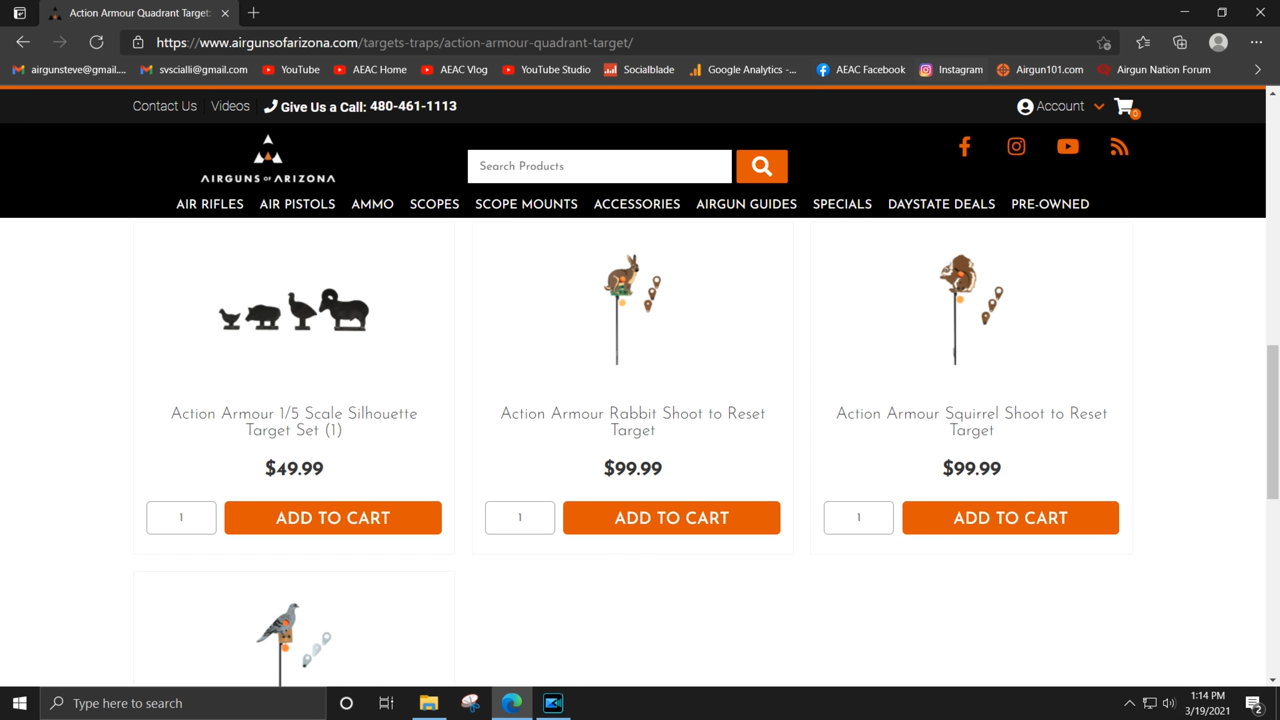 Action Armour Quadrant Target
https://www.airgunsofarizona.com/targets-traps/action-armour-quadrant-target/
airgunsteve@gmail.... svscialli@gmail.com YouTube AEAC Home AEAC Vlog YouTube Studio Socialblade Google Analytics -... AEAC Facebook Instagram Airgun101.com Airgun Nation Forum
Contact Us Videos Give Us a Call: 480-461-1113 Account 0
Search Products
AIRGUNS OF ARIZONA
AIR RIFLES AIR PISTOLS AMMO SCOPES SCOPE MOUNTS ACCESSORIES AIRGUN GUIDES SPECIALS DAYSTATE DEALS PRE-OWNED
Action Armour 1/5 Scale Silhouette
Target Set (1)
$49.99
1 ADD TO CART
Action Armour Rabbit Shoot to Reset
Target
$99.99
1 ADD TO CART
Action Armour Squirrel Shoot to Reset
Target
$99.99
1 ADD TO CART
Type here to search
1:14 PM
3/19/2021
2